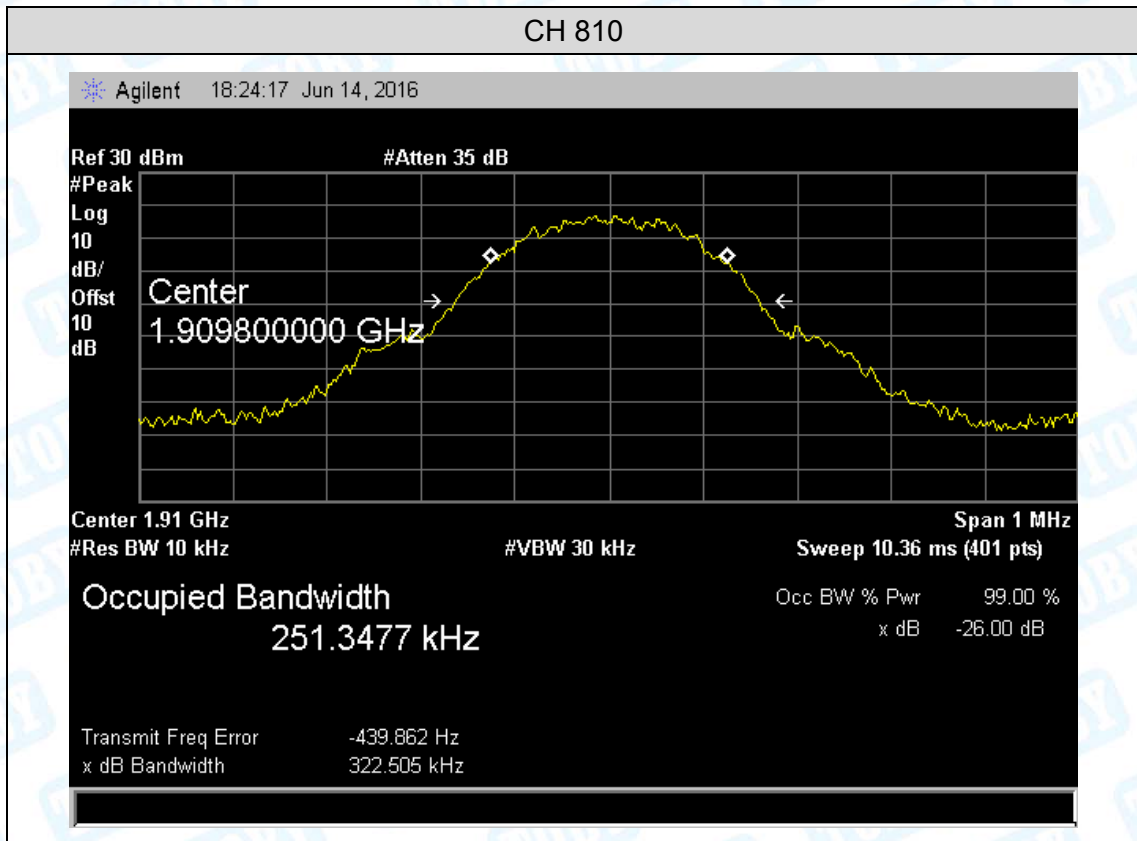 CH 810
Agilent 18:24:17 Jun 14, 2016
Ref 30 dBm #Atten 35 dB
#Peak
Log
10
dB/
Offst
10
dB
Center
1.909800000 GHz
Center 1.91 GHz Span 1 MHz
#Res BW 10 kHz #VBW 30 kHz Sweep 10.36 ms (401 pts)
Occupied Bandwidth Occ BW % Pwr 99.00 %
251.3477 kHz x dB -26.00 dB
Transmit Freq Error -439.862 Hz
x dB Bandwidth 322.505 kHz